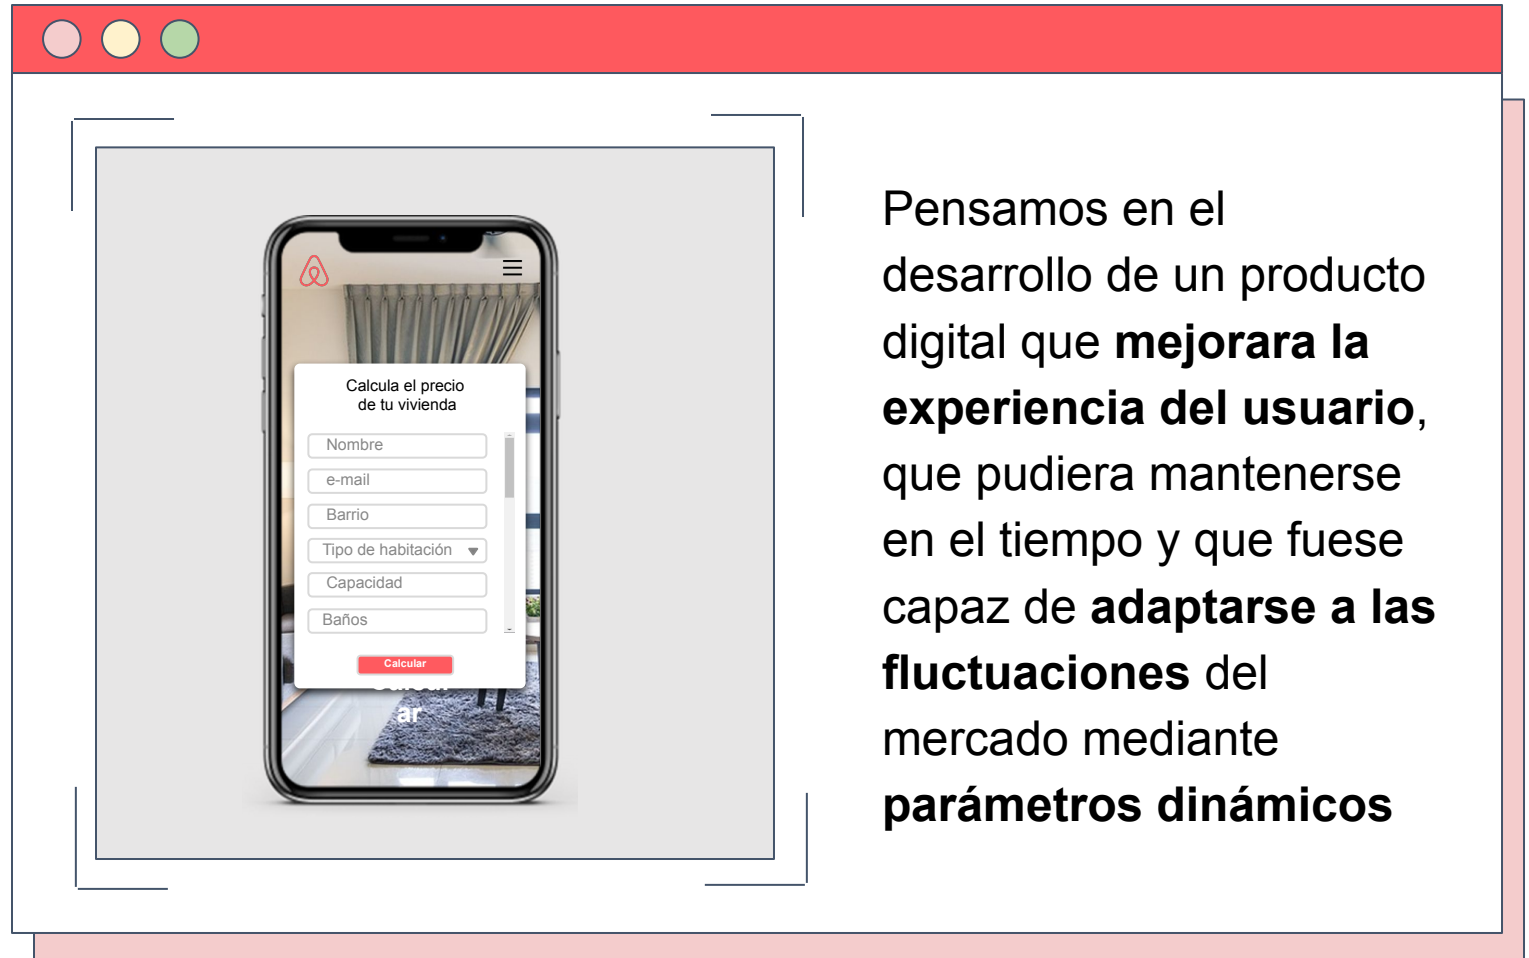 Calcula el precio
de tu vivienda
Nombre
e-mail
Barrio
Tipo de habitación
Capacidad
Baños
Calcular
ar
Pensamos en el
desarrollo de un producto
digital que mejorara la
experiencia del usuario,
que pudiera mantenerse
en el tiempo y que fuese
capaz de adaptarse a las
fluctuaciones del
mercado mediante
parámetros dinámicos